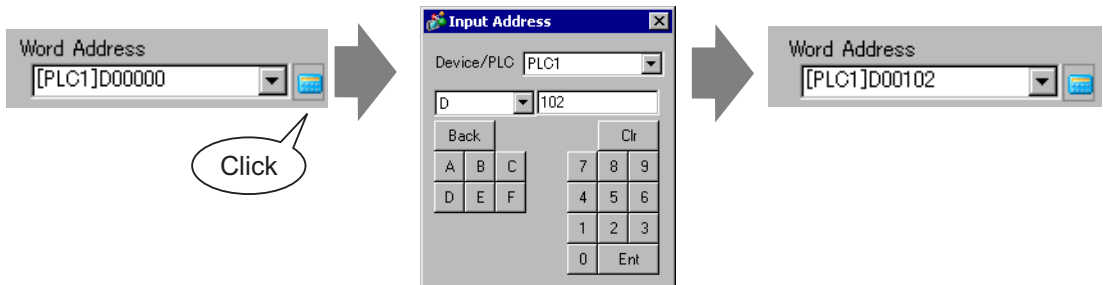 Word Address
[PLC1]D00000
Click
Input Address
Device/PLC PLC1
D 102
Back Clr
A B C 7 8 9
D E F 4 5 6
1 2 3
0 Ent
Word Address
[PLC1]D00102